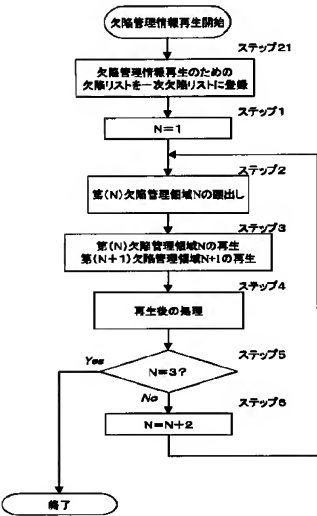 欠陥管理情報再生開始
ステップ21
欠陥管理情報再生のための
欠陥リストを一次欠陥リストに登録
ステップ1
N=1
ステップ2
第(N)欠陥管理領域Nの頭出し
ステップ3
第(N)欠陥管理領域Nの再生
第(N+1)欠陥管理領域N+1の再生
ステップ4
再生後の処理
ステップ5
Yes
N=3?
No
ステップ6
N=N+2
終了